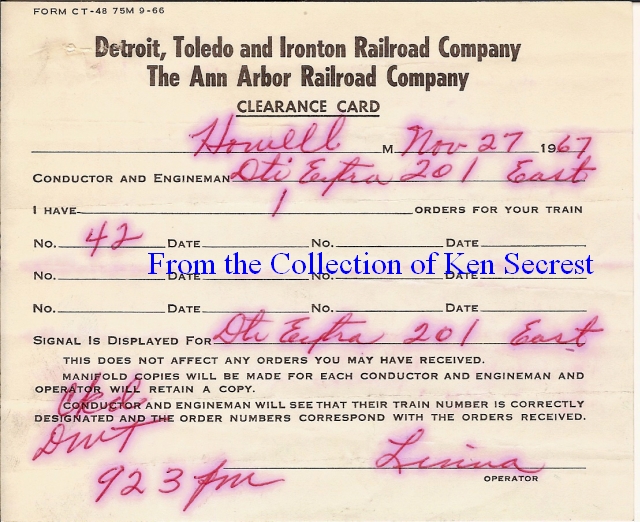 FORM CT-48 75M 9-66
Detroit, Toledo and Ironton Railroad Company
The Ann Arbor Railroad Company
CLEARANCE CARD
Howell M Nov 27 1967
CONDUCTOR AND ENGINEMAN Dti Extra 201 East
I HAVE 1 ORDERS FOR YOUR TRAIN
No. 42 DATE No. DATE
From the Collection of Ken Secrest
No. DATE No. DATE
No. DATE No. DATE
SIGNAL IS DISPLAYED FOR Dti Extra 201 East
THIS DOES NOT AFFECT ANY ORDERS YOU MAY HAVE RECEIVED.
MANIFOLD COPIES WILL BE MADE FOR EACH CONDUCTOR AND ENGINEMAN AND
OPERATOR WILL RETAIN A COPY.
CONDUCTOR AND ENGINEMAN WILL SEE THAT THEIR TRAIN NUMBER IS CORRECTLY
DESIGNATED AND THE ORDER NUMBERS CORRESPOND WITH THE ORDERS RECEIVED.
DMT
923 pm
OPERATOR